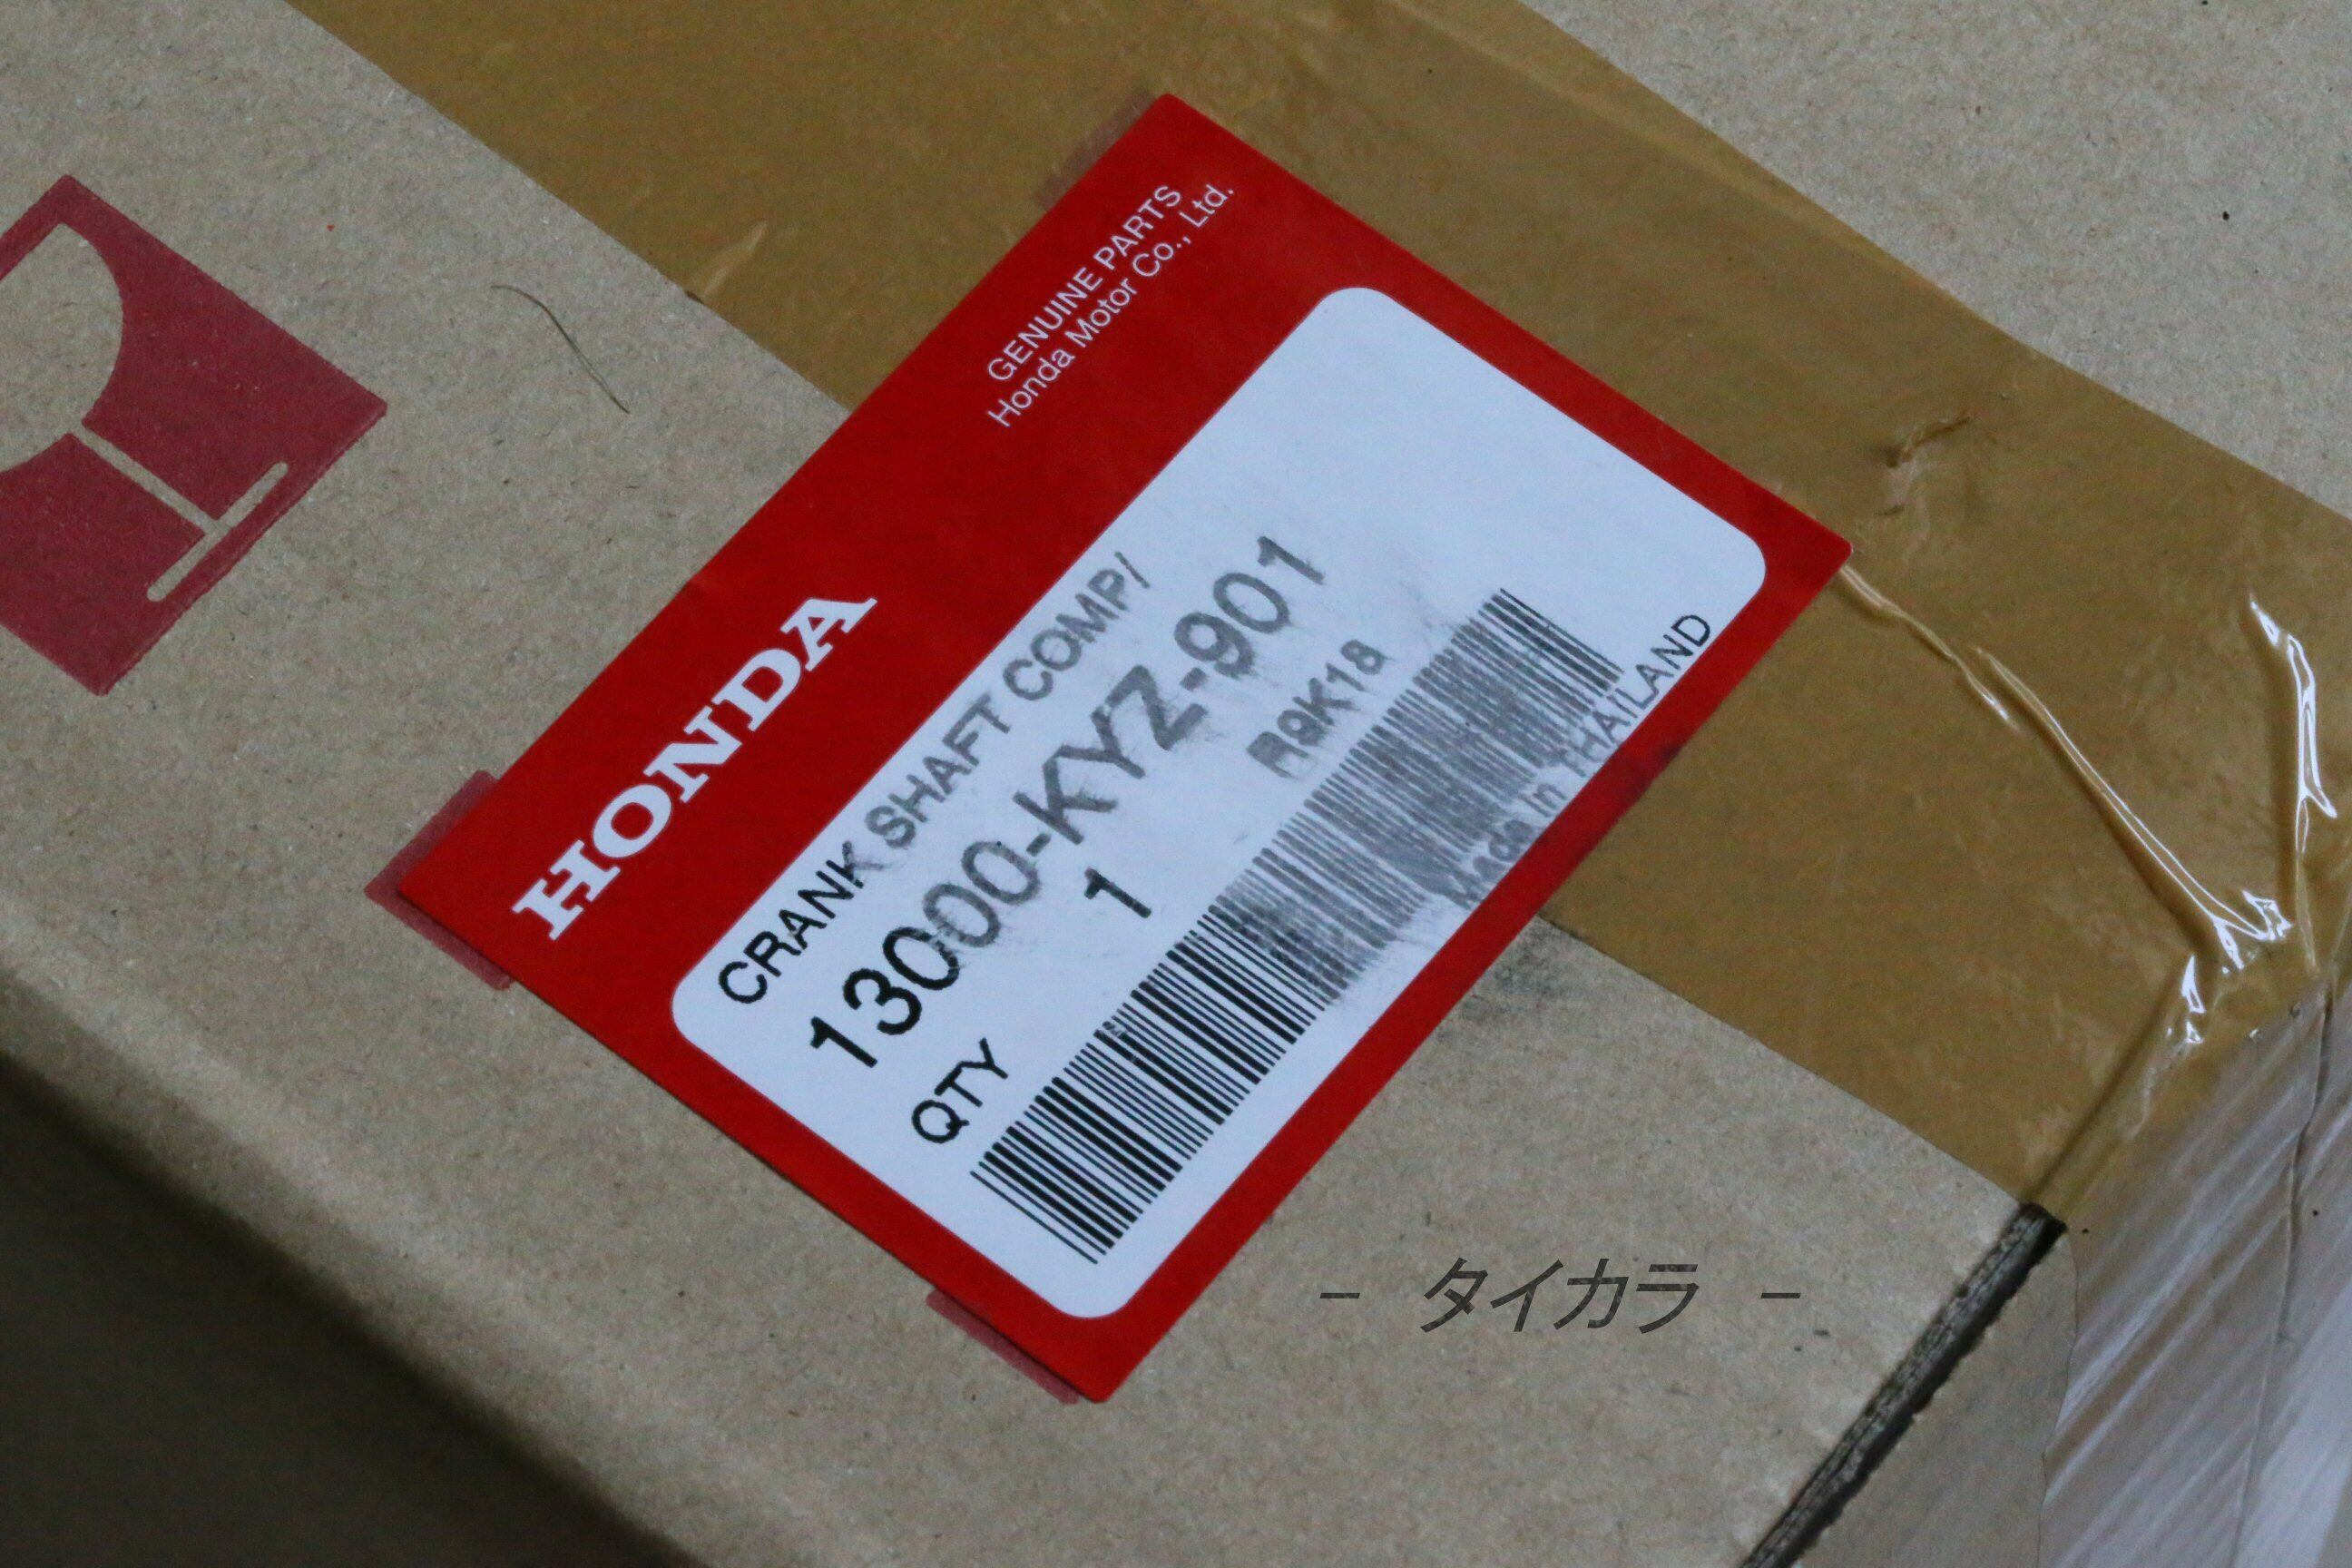 GENUINE PARTS
Honda Motor Co., Ltd.
HONDA
CRANK SHAFT COMP/
13000-KYZ-901
QTY 1 R9K18
Made in THAILAND
- タイカラ -